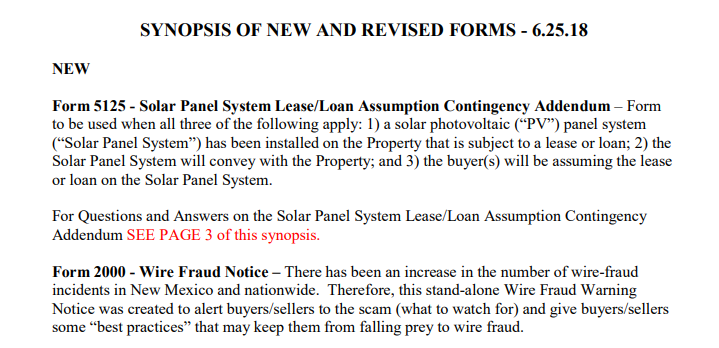 SYNOPSIS OF NEW AND REVISED FORMS - 6.25.18
NEW
Form 5125 - Solar Panel System Lease/Loan Assumption Contingency Addendum – Form
to be used when all three of the following apply: 1) a solar photovoltaic (“PV”) panel system
(“Solar Panel System”) has been installed on the Property that is subject to a lease or loan; 2) the
Solar Panel System will convey with the Property; and 3) the buyer(s) will be assuming the lease
or loan on the Solar Panel System.
For Questions and Answers on the Solar Panel System Lease/Loan Assumption Contingency
Addendum SEE PAGE 3 of this synopsis.
Form 2000 - Wire Fraud Notice – There has been an increase in the number of wire-fraud
incidents in New Mexico and nationwide.  Therefore, this stand-alone Wire Fraud Warning
Notice was created to alert buyers/sellers to the scam (what to watch for) and give buyers/sellers
some “best practices” that may keep them from falling prey to wire fraud.